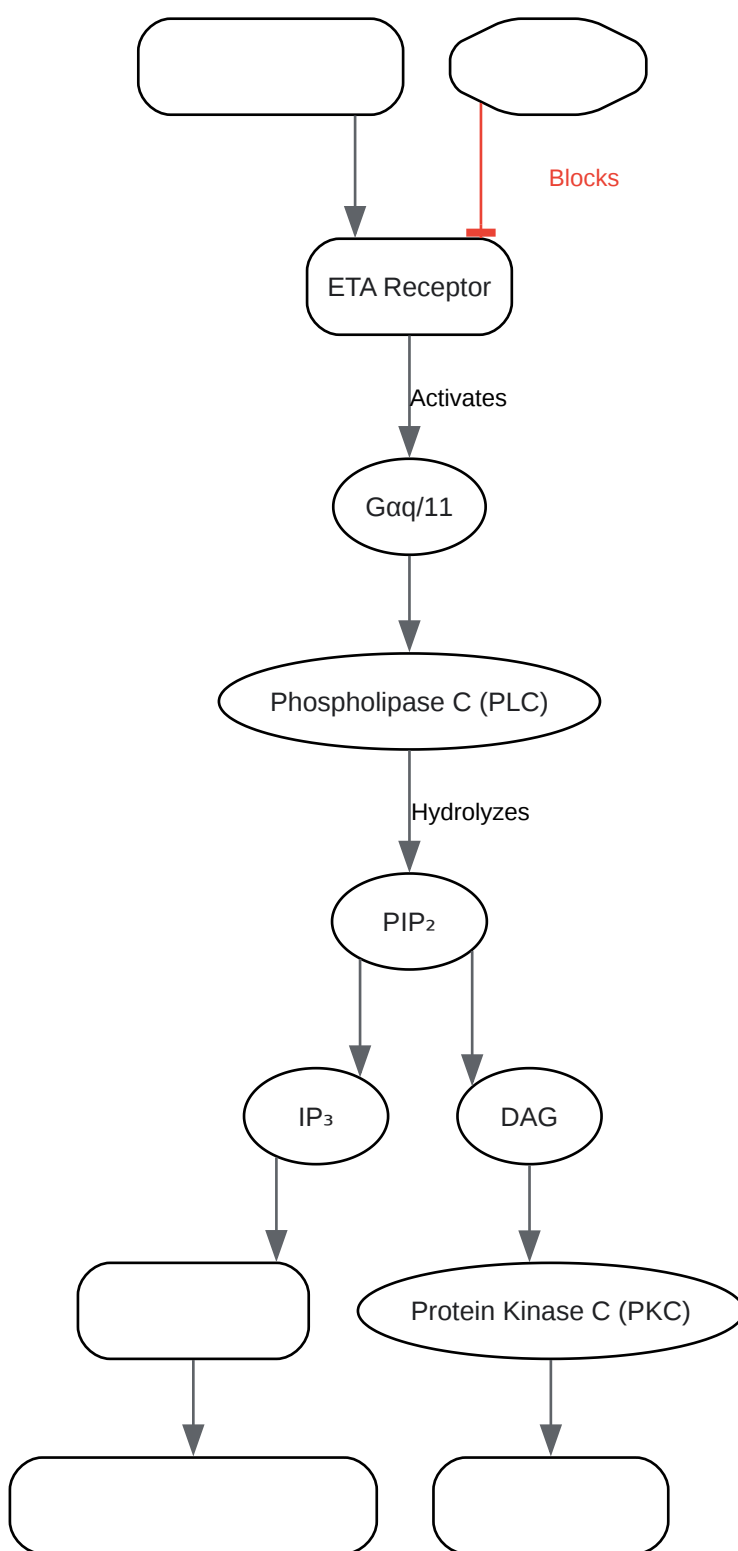 Blocks
ETA Receptor
Activates
Gαq/11
Phospholipase C (PLC)
Hydrolyzes
PIP₂
IP₃
DAG
Protein Kinase C (PKC)